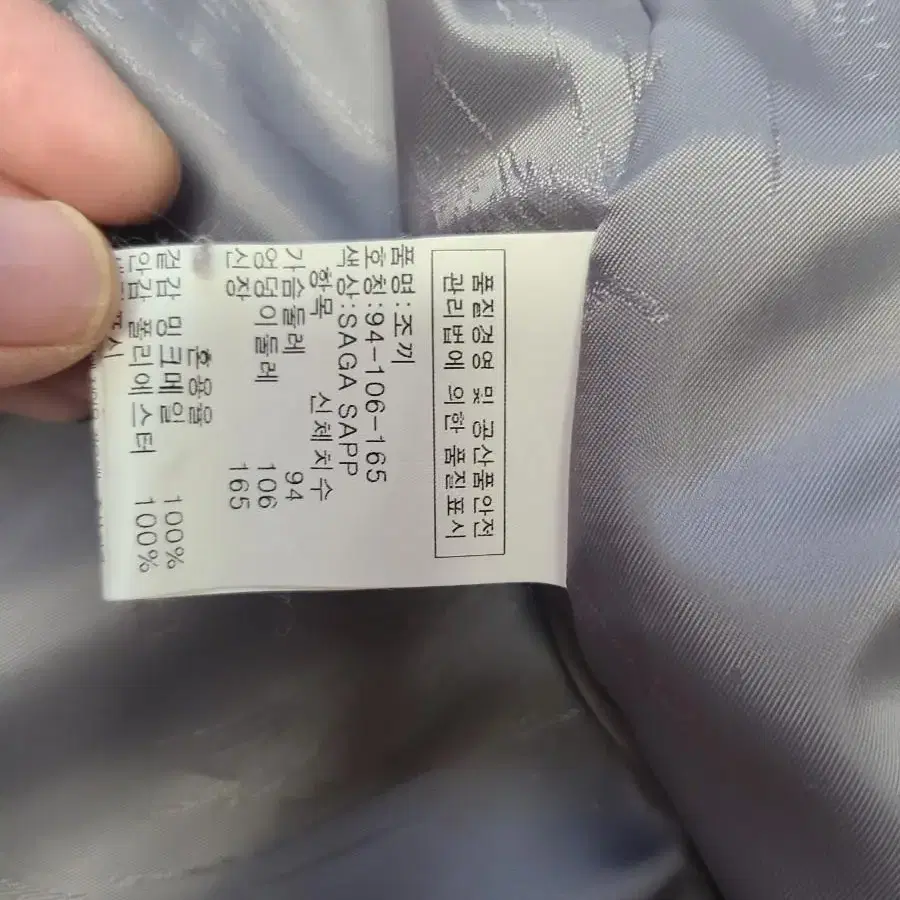 품질경영 및 공산품안전
관리법에 의한 품질표시
품명:조끼
호칭:94-106-165
색상:SAGA SAPP
항목 신체치수
가슴둘레 94
엉덩이둘레 106
신장 165
혼용율
겉감 밍크메일 100%
안감 폴리에스터 100%